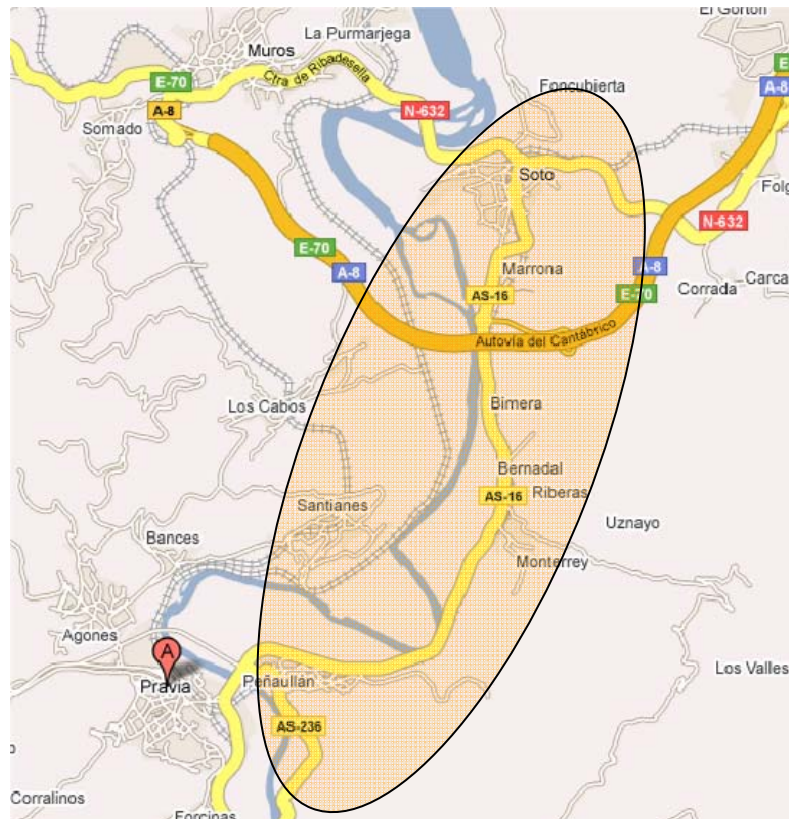 El Gorton
La Purmarjega
Muros
E-70
E-
A-8
Ctra de Ribadesella
A-8
N-632
Foncubierta
Somado
Soto
Folg
N-632
E-70
A-8
A-8
Marrona
Carca
E-70
Corrada
AS-16
Autovía del Cantábrico
Bimera
Los Cabos
Bernadal
AS-16
Riberas
Santianes
Uznayo
Bances
Monterrey
Agones
A
Los Valles
Peñaullán
Pravia
AS-236
Corralinos
Forcinas